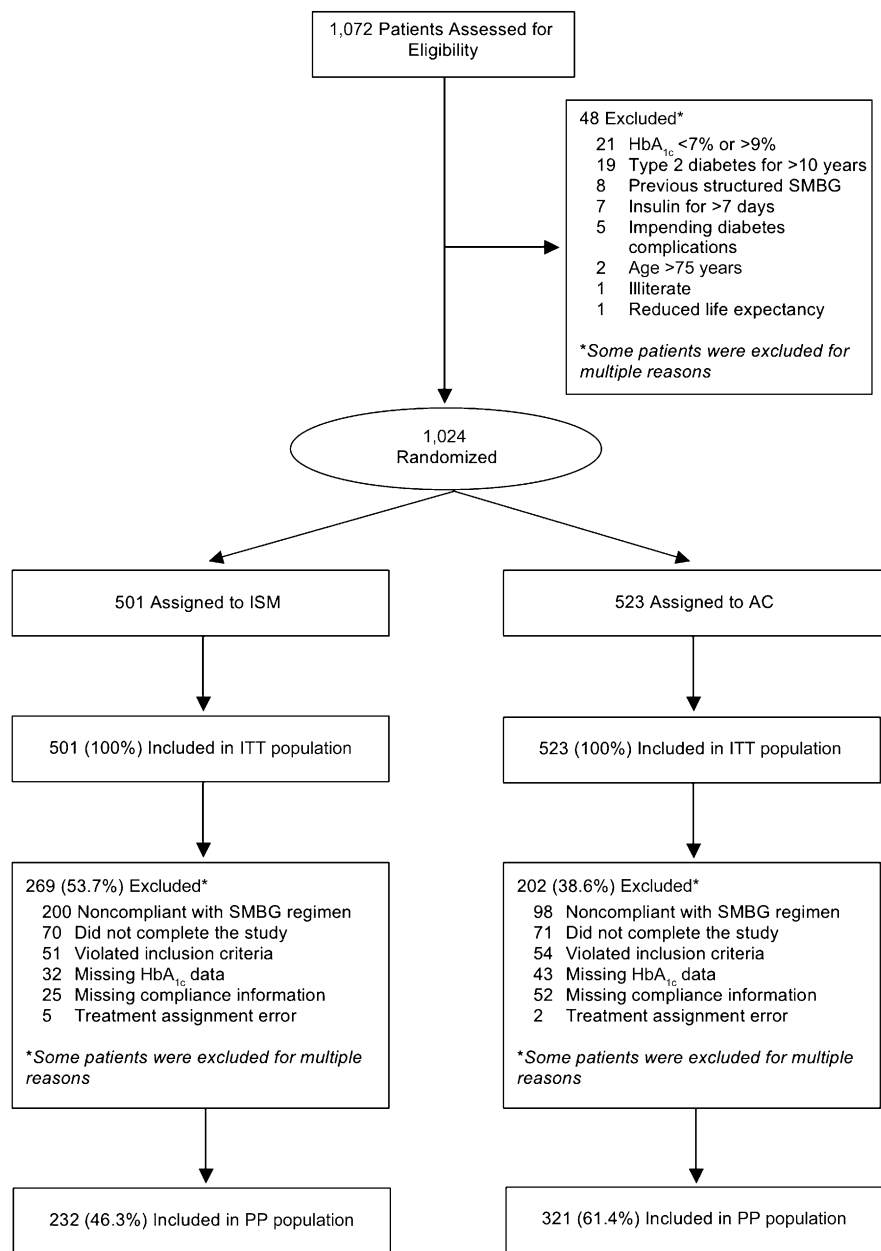 1,072 Patients Assessed for
Eligibility
48 Excluded*
21 HbA1c <7% or >9%
19 Type 2 diabetes for >10 years
8 Previous structured SMBG
7 Insulin for >7 days
5 Impending diabetes
complications
2 Age >75 years
1 Illiterate
1 Reduced life expectancy
*Some patients were excluded for
multiple reasons
1,024
Randomized
501 Assigned to ISM
523 Assigned to AC
501 (100%) Included in ITT population
523 (100%) Included in ITT population
269 (53.7%) Excluded*
200 Noncompliant with SMBG regimen
70 Did not complete the study
51 Violated inclusion criteria
32 Missing HbA1c data
25 Missing compliance information
5 Treatment assignment error
*Some patients were excluded for multiple
reasons
202 (38.6%) Excluded*
98 Noncompliant with SMBG regimen
71 Did not complete the study
54 Violated inclusion criteria
43 Missing HbA1c data
52 Missing compliance information
2 Treatment assignment error
*Some patients were excluded for multiple
reasons
232 (46.3%) Included in PP population
321 (61.4%) Included in PP population